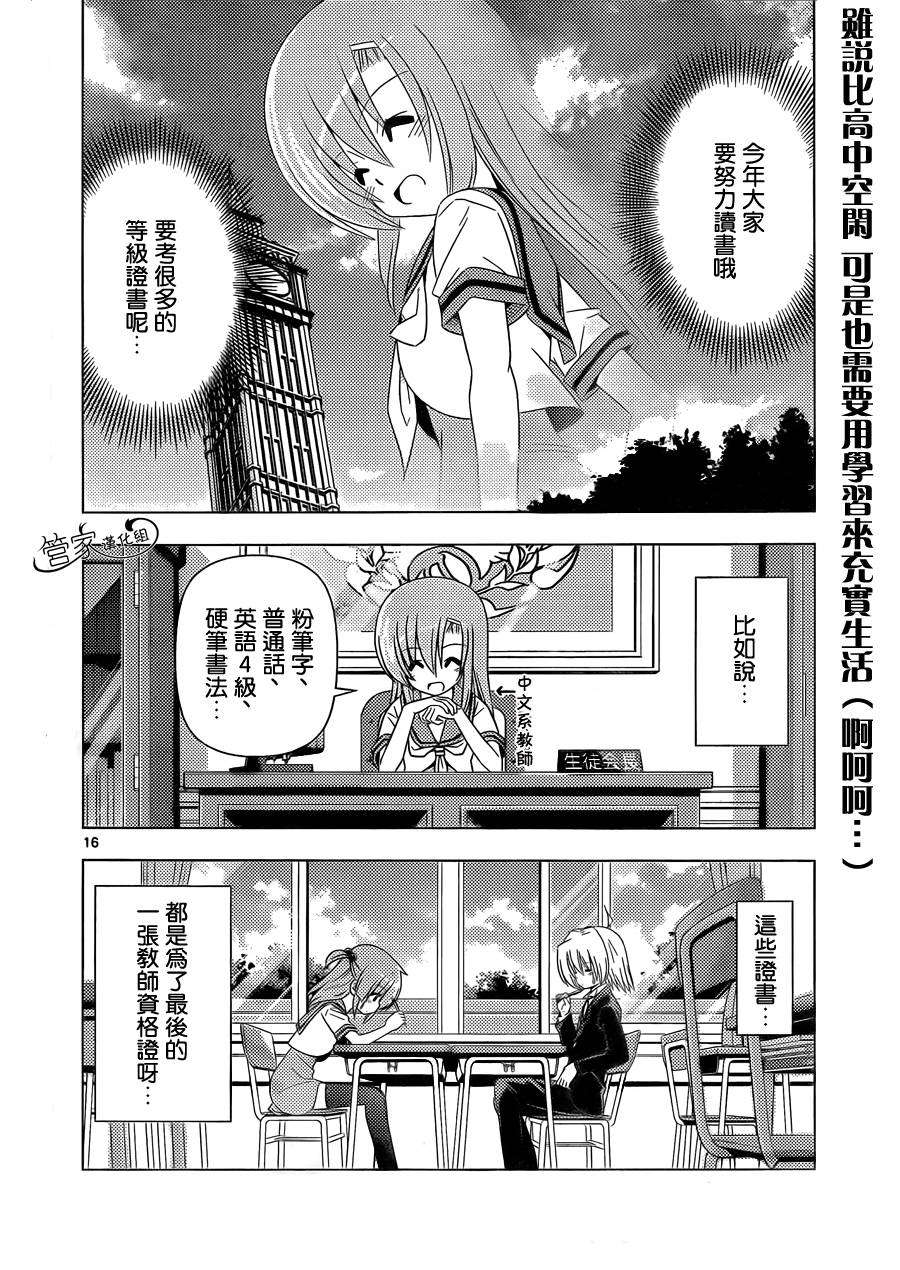 雖說比高中空閑 可是也需要用學習來充實生活（啊呵呵…）
今年大家
要努力讀書哦
要考很多的
等級證書呢…
管家漢化組
比如說…
粉筆字、
普通話、
英語4級、
硬筆書法…
←中文系教師
生徒会長
16
這些證書…
都是為了最後的
一張教師資格證呀…